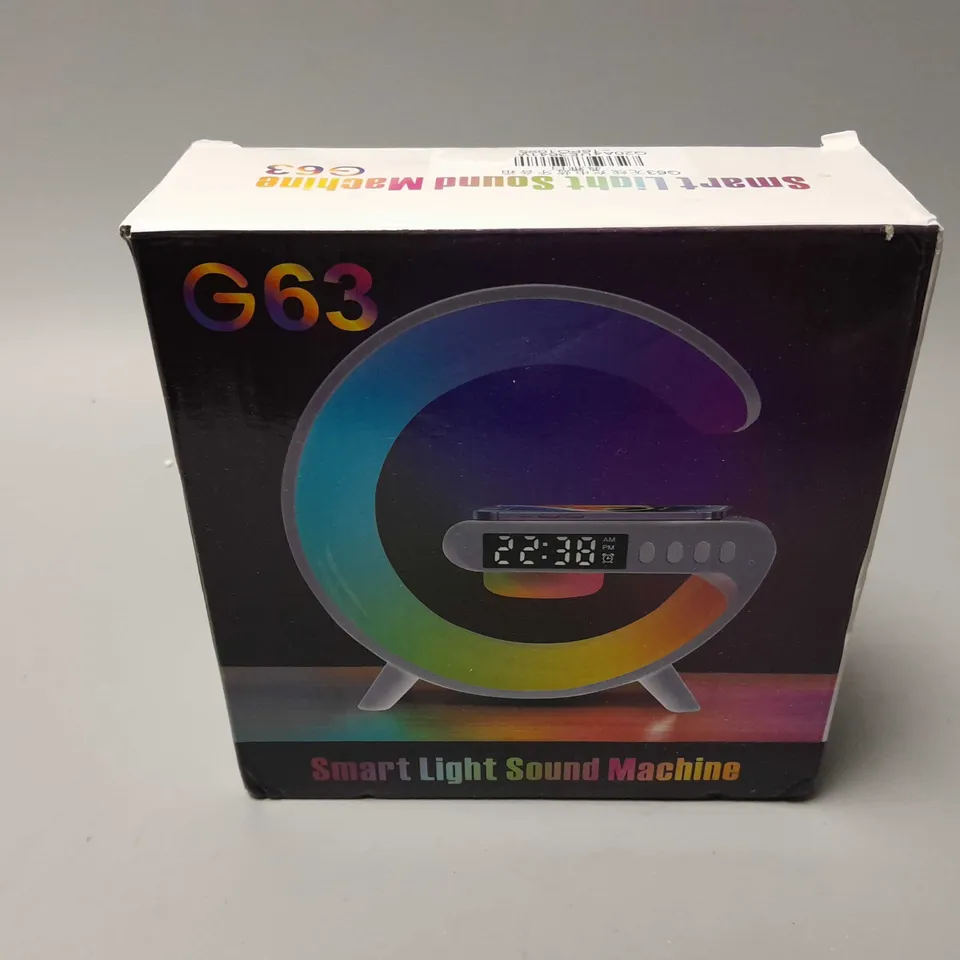 Smart Light Sound Machine
G63
G63
22:38
AM
PM
Smart Light Sound Machine